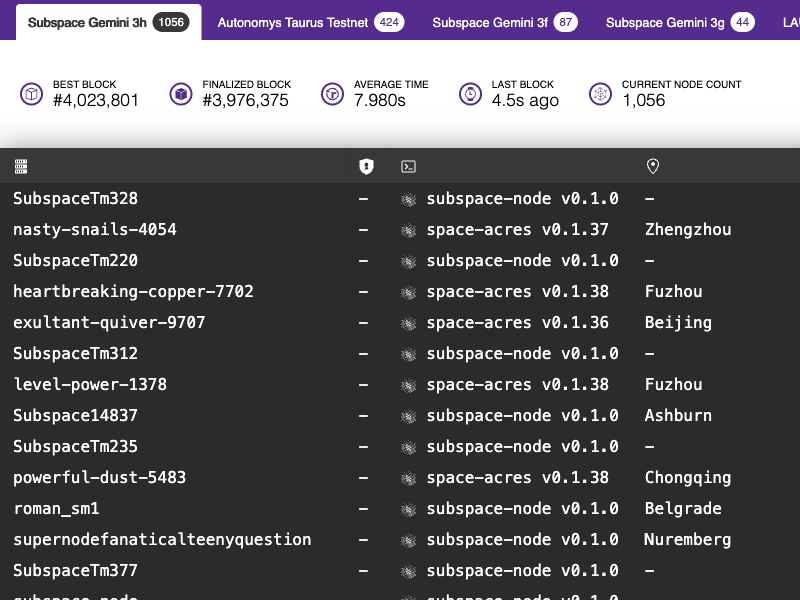 Subspace Gemini 3h 1056 Autonomys Taurus Testnet 424 Subspace Gemini 3f 87 Subspace Gemini 3g 44
BEST BLOCK FINALIZED BLOCK AVERAGE TIME LAST BLOCK CURRENT NODE COUNT
#4,023,801 #3,976,375 7.980s 4.5s ago 1,056
SubspaceTm328 – subspace-node v0.1.0 –
nasty-snails-4054 – space-acres v0.1.37 Zhengzhou
SubspaceTm220 – subspace-node v0.1.0 –
heartbreaking-copper-7702 – space-acres v0.1.38 Fuzhou
exultant-quiver-9707 – space-acres v0.1.36 Beijing
SubspaceTm312 – subspace-node v0.1.0 –
level-power-1378 – space-acres v0.1.38 Fuzhou
Subspace14837 – subspace-node v0.1.0 Ashburn
SubspaceTm235 – subspace-node v0.1.0 –
powerful-dust-5483 – space-acres v0.1.38 Chongqing
roman_sm1 – subspace-node v0.1.0 Belgrade
supernodefanaticalteenyquestion – subspace-node v0.1.0 Nuremberg
SubspaceTm377 – subspace-node v0.1.0 –